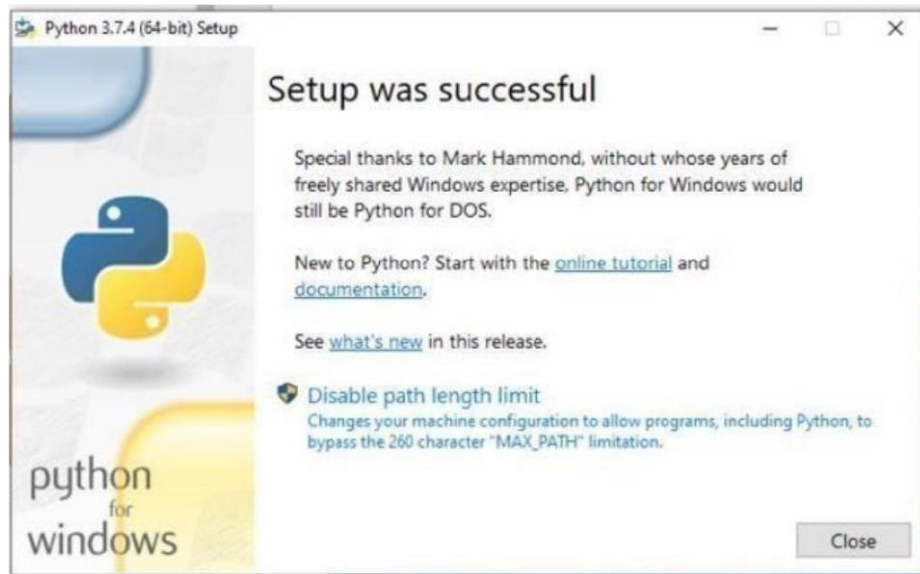 Python 3.7.4 (64-bit) Setup
Setup was successful
Special thanks to Mark Hammond, without whose years of
freely shared Windows expertise, Python for Windows would
still be Python for DOS.
New to Python? Start with the online tutorial and
documentation.
See what's new in this release.
Disable path length limit
Changes your machine configuration to allow programs, including Python, to
bypass the 260 character "MAX_PATH" limitation.
python
for
windows
Close